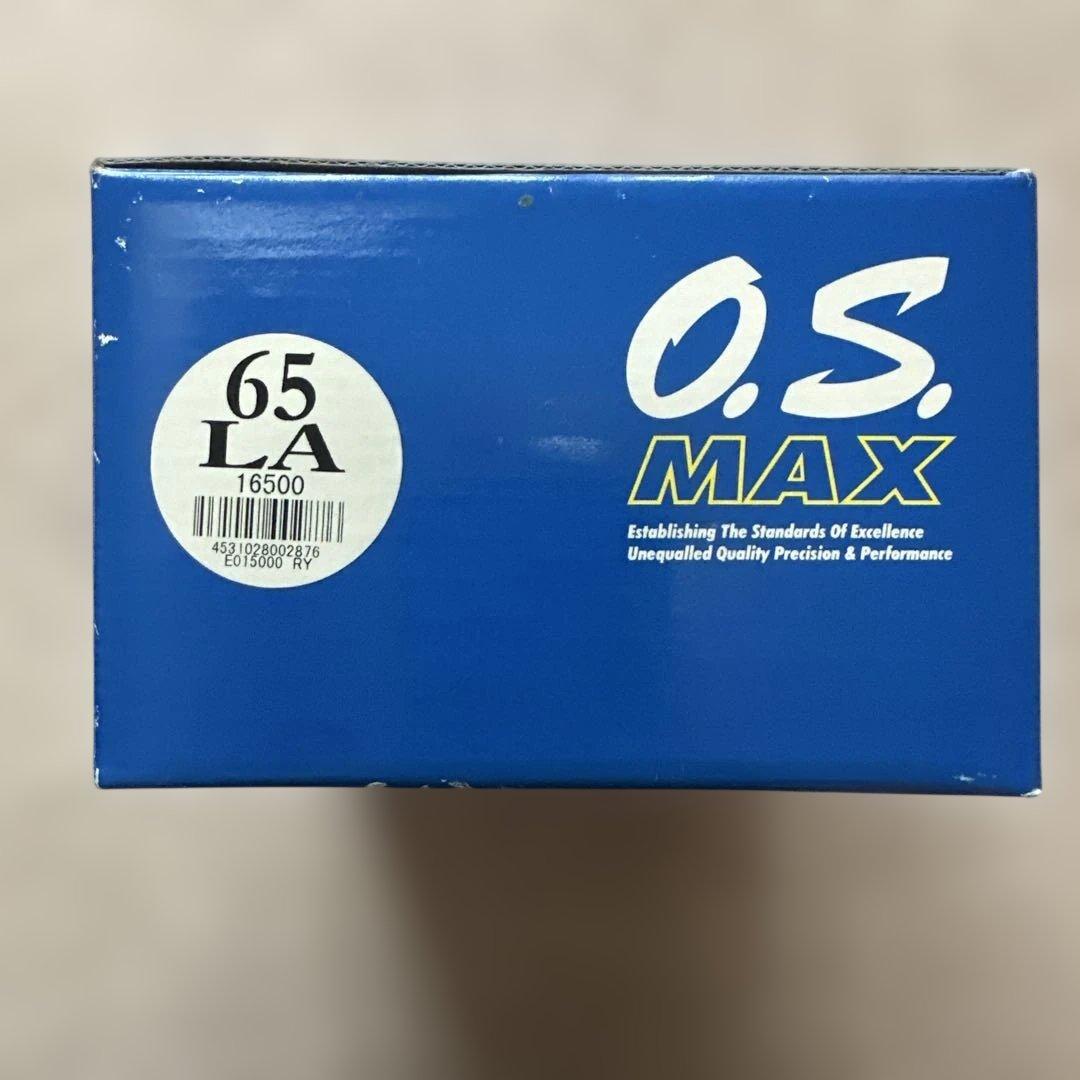 65
LA
16500
4531028002876
E015000 RY
O.S.
MAX
Establishing The Standards Of Excellence
Unequalled Quality Precision & Performance